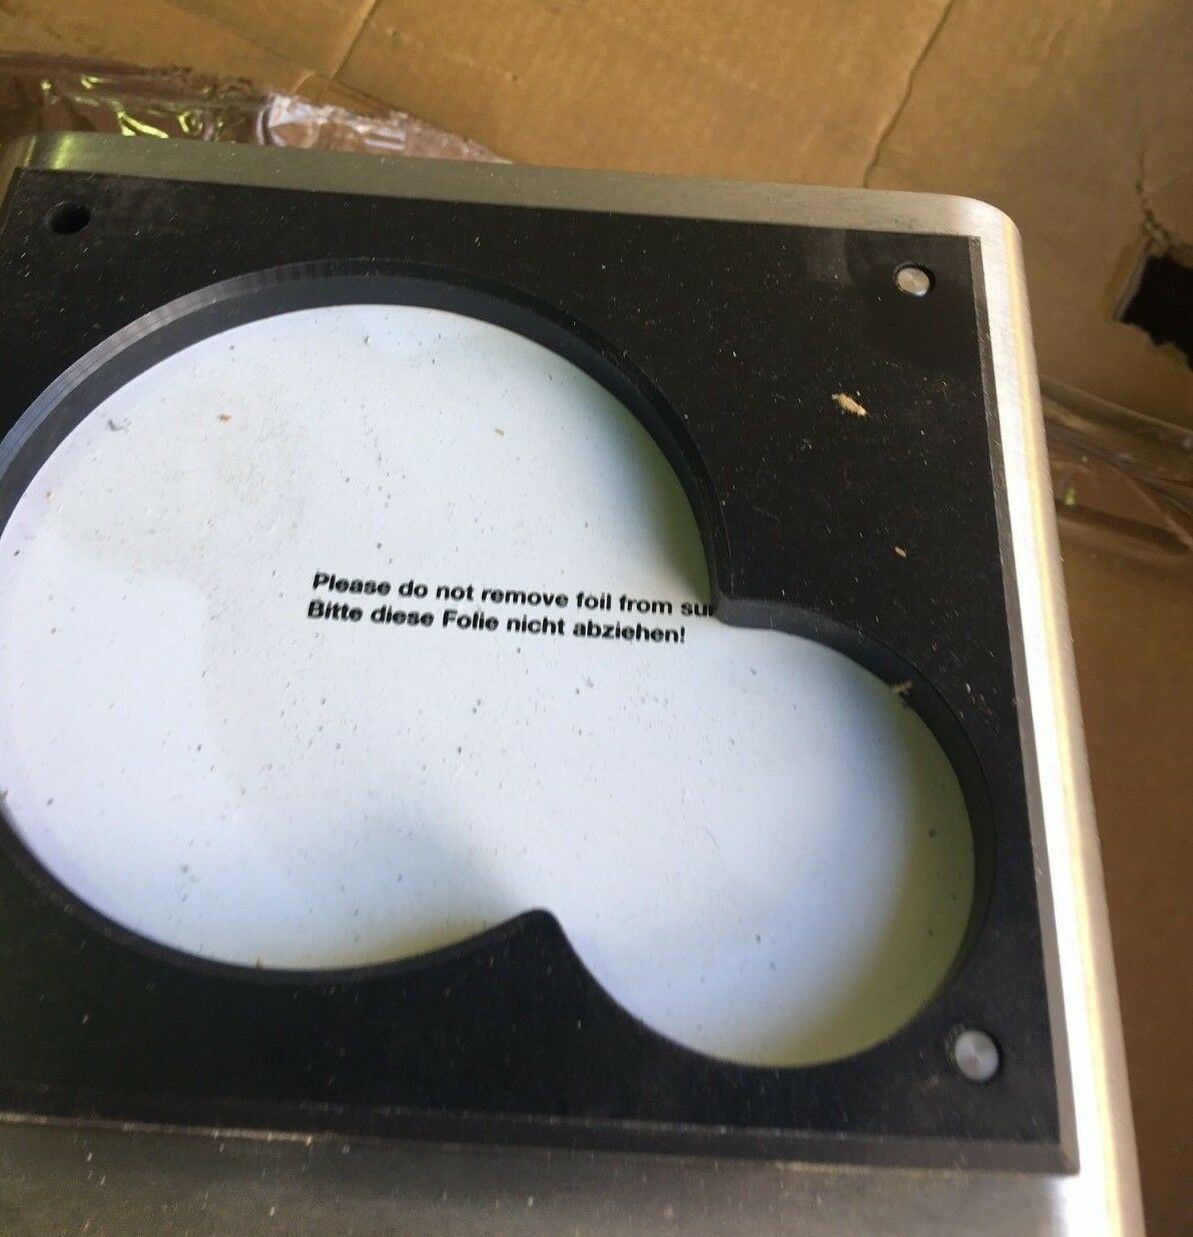 Please do not remove foil from
Bitte diese Folie nicht abziehen!